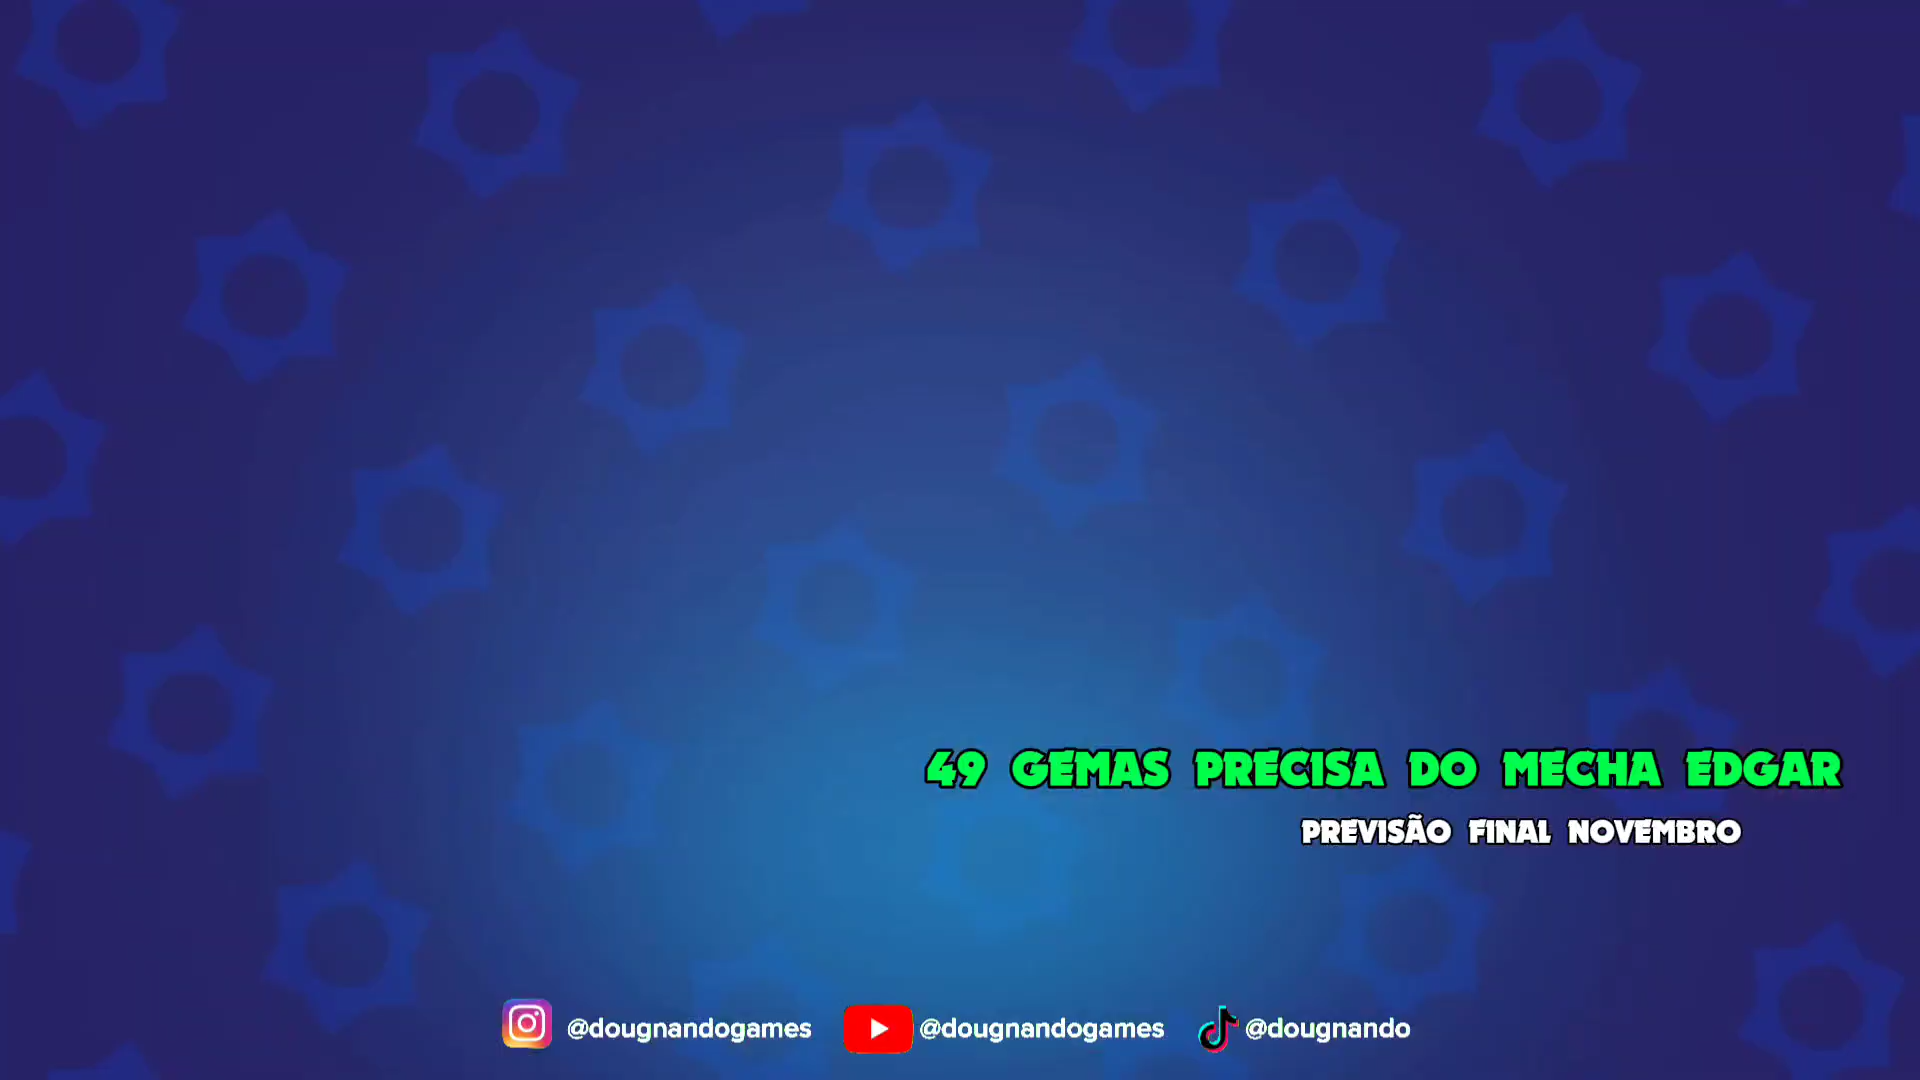 49 GEMAS PRECISA DO MECHA EDGAR
PREVISÃO FINAL NOVEMBRO
@dougnandogames @dougnandogames @dougnando